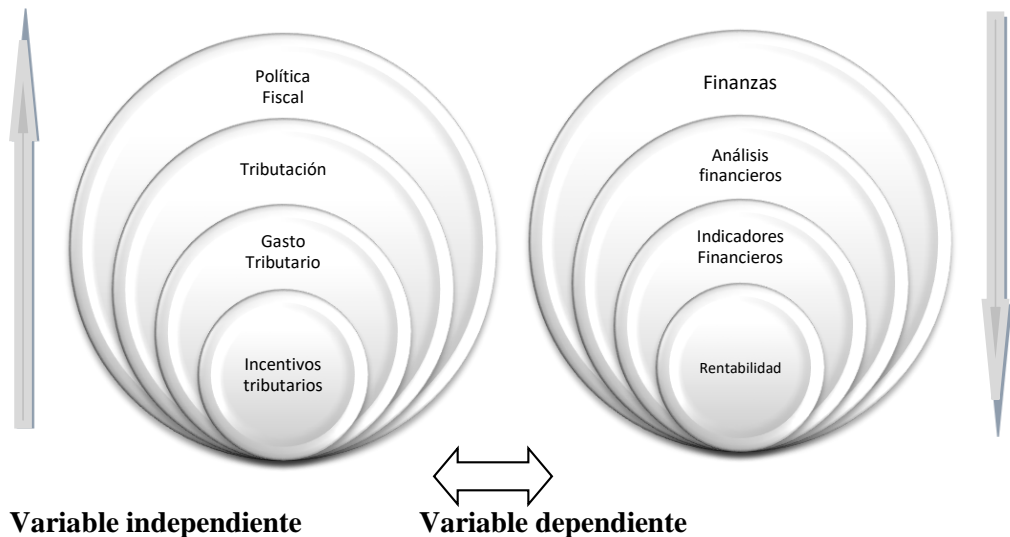 Política
Fiscal
Tributación
Gasto
Tributario
Incentivos
tributarios
Finanzas
Análisis
financieros
Indicadores
Financieros
Rentabilidad
Variable independiente
Variable dependiente